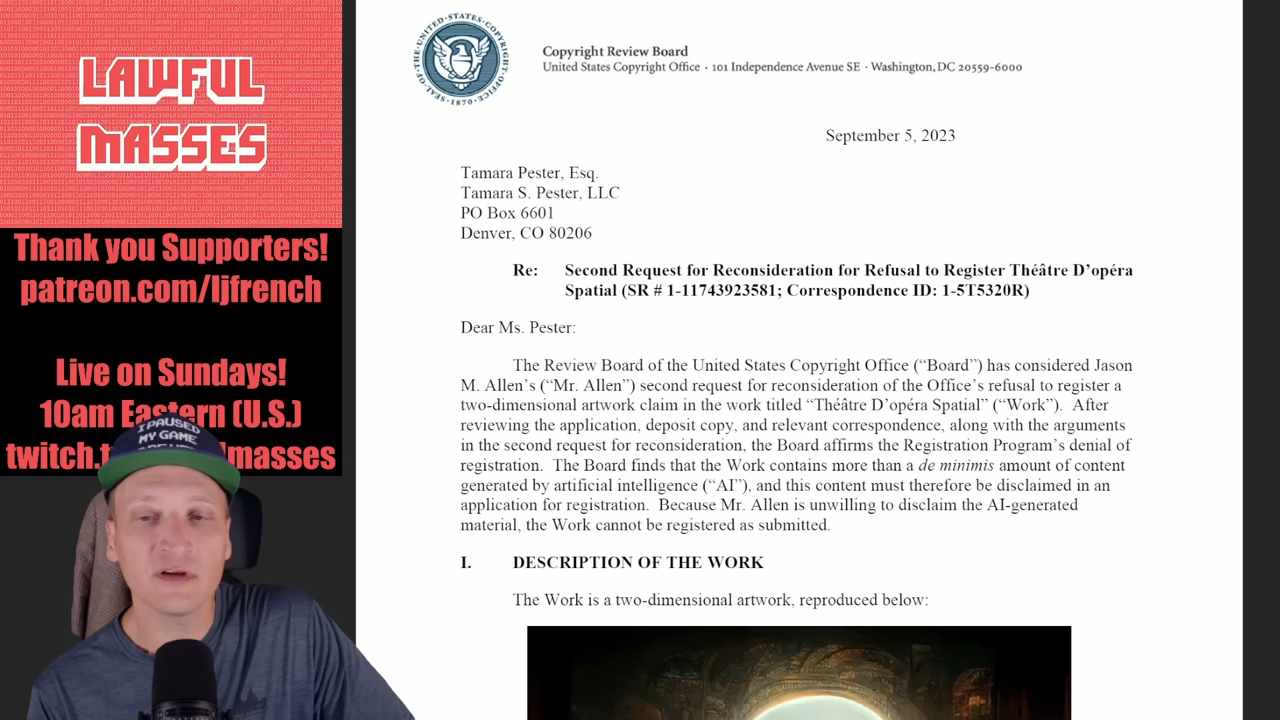 LAWFUL
MASSES
Thank you Supporters!
patreon.com/ljfrench
Live on Sundays!
10am Eastern (U.S.)
masses
I PAUSED
MY GAME
SEAL·OF·THE·UNITED·STATES·COPYRIGHT·OFFICE
·1870·
Copyright Review Board
United States Copyright Office · 101 Independence Avenue SE · Washington, DC 20559-6000
September 5, 2023
Tamara Pester, Esq.
Tamara S. Pester, LLC
PO Box 6601
Denver, CO 80206
Re: Second Request for Reconsideration for Refusal to Register Théâtre D’opéra
Spatial (SR # 1-11743923581; Correspondence ID: 1-5T5320R)
Dear Ms. Pester:
The Review Board of the United States Copyright Office (“Board”) has considered Jason
M. Allen’s (“Mr. Allen”) second request for reconsideration of the Office’s refusal to register a
two-dimensional artwork claim in the work titled “Théâtre D’opéra Spatial” (“Work”). After
reviewing the application, deposit copy, and relevant correspondence, along with the arguments
in the second request for reconsideration, the Board affirms the Registration Program’s denial of
registration. The Board finds that the Work contains more than a de minimis amount of content
generated by artificial intelligence (“AI”), and this content must therefore be disclaimed in an
application for registration. Because Mr. Allen is unwilling to disclaim the AI-generated
material, the Work cannot be registered as submitted.
I. DESCRIPTION OF THE WORK
The Work is a two-dimensional artwork, reproduced below: